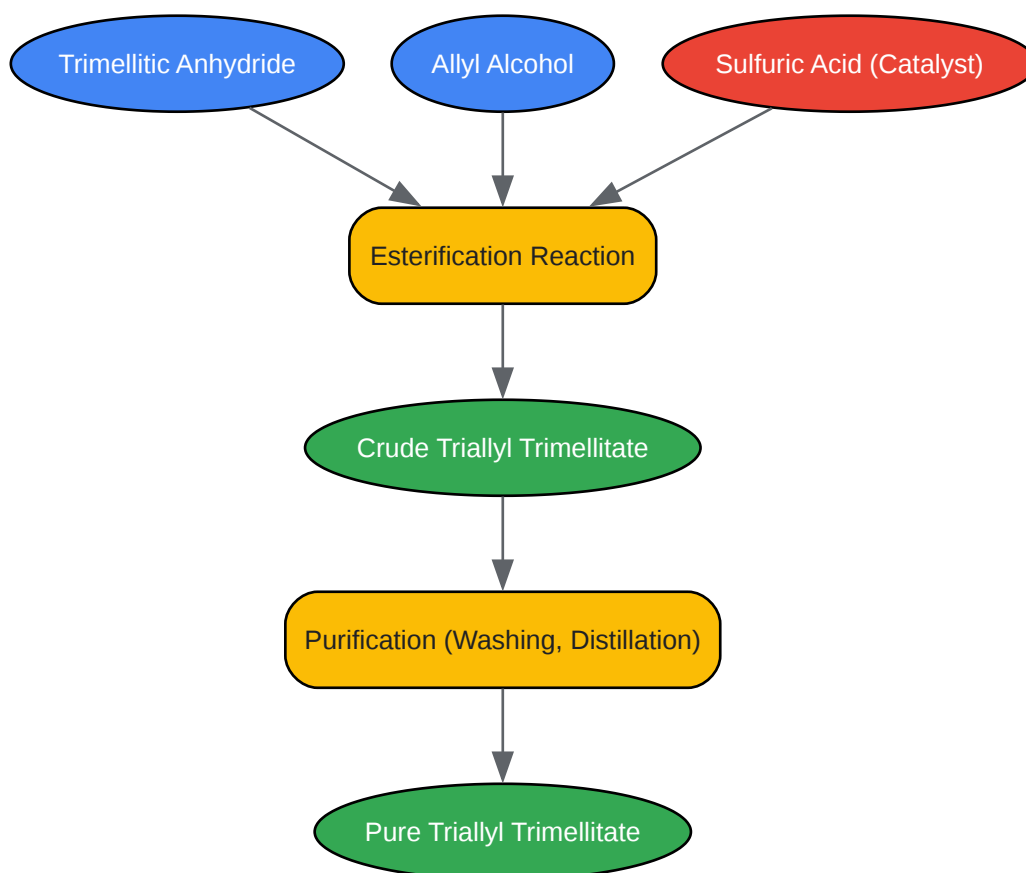 Trimellitic Anhydride
Allyl Alcohol
Sulfuric Acid (Catalyst)
Esterification Reaction
Crude Triallyl Trimellitate
Purification (Washing, Distillation)
Pure Triallyl Trimellitate